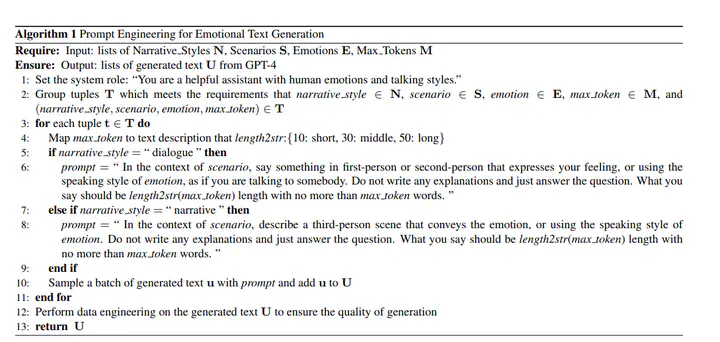 Algorithm 1 Prompt Engineering for Emotional Text Generation
Require: Input: lists of Narrative_Styles N, Scenarios S, Emotions E, Max_Tokens M
Ensure: Output: lists of generated text U from GPT-4
1: Set the system role: “You are a helpful assistant with human emotions and talking styles.”
2: Group tuples T which meets the requirements that narrative_style ∈ N, scenario ∈ S, emotion ∈ E, max_token ∈ M, and
(narrative_style, scenario, emotion, max_token) ∈ T
3: for each tuple t ∈ T do
4: Map max_token to text description that length2str:{10: short, 30: middle, 50: long}
5: if narrative_style = “ dialogue ” then
6: prompt = “ In the context of scenario, say something in first-person or second-person that expresses your feeling, or using the
speaking style of emotion, as if you are talking to somebody. Do not write any explanations and just answer the question. What you
say should be length2str(max_token) length with no more than max_token words. ”
7: else if narrative_style = “ narrative ” then
8: prompt = “ In the context of scenario, describe a third-person scene that conveys the emotion, or using the speaking style of
emotion. Do not write any explanations and just answer the question. What you say should be length2str(max_token) length with
no more than max_token words. ”
9: end if
10: Sample a batch of generated text u with prompt and add u to U
11: end for
12: Perform data engineering on the generated text U to ensure the quality of generation
13: return U